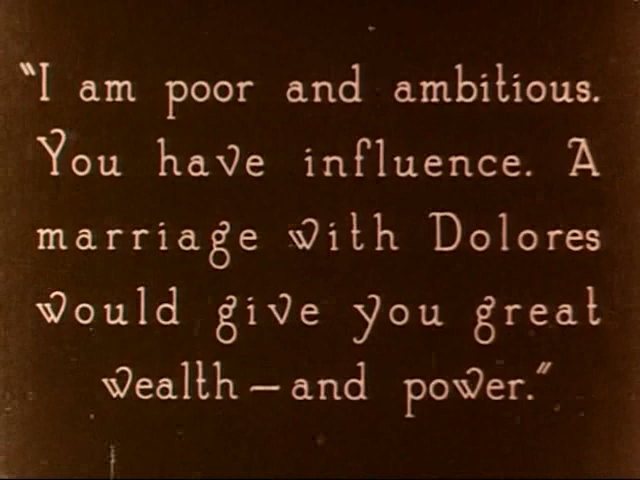 "I am poor and ambitious.
You have influence. A
marriage with Dolores
would give you great
wealth — and power."